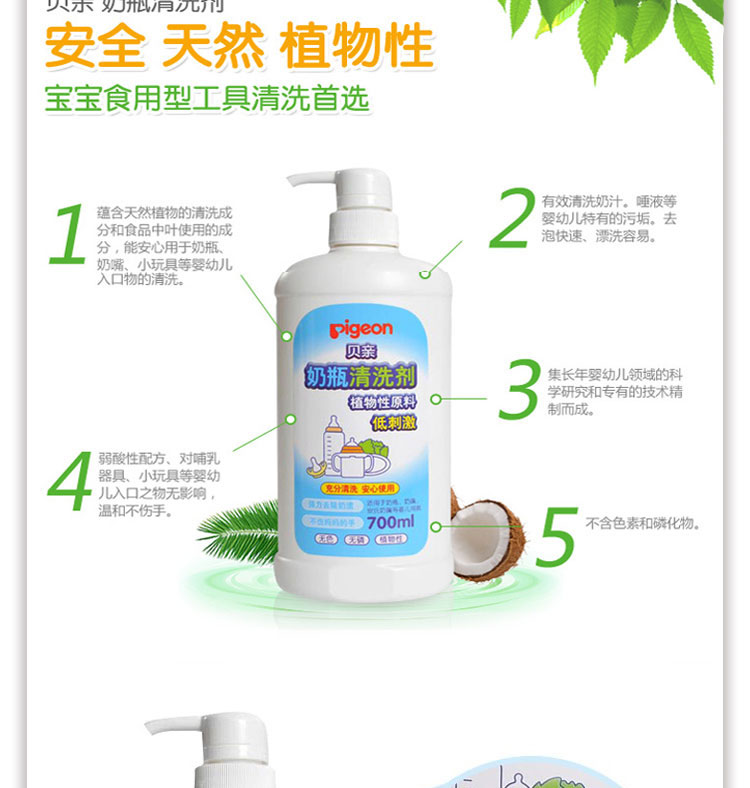 贝亲 奶瓶清洗剂
安全 天然 植物性
宝宝食用型工具清洗首选
1
蕴含天然植物的清洗成
分和食品中叶使用的成
分，能安心用于奶瓶、
奶嘴、小玩具等婴幼儿
入口物的清洗。
2
有效清洗奶汁。唾液等
婴幼儿特有的污垢。去
泡快速、漂洗容易。
3
集长年婴幼儿领域的科
学研究和专有的技术精
制而成。
4
弱酸性配方、对哺乳
器具、小玩具等婴幼
儿入口之物无影响，
温和不伤手。
5
不含色素和磷化物。
Pigeon
贝亲
奶瓶清洗剂
植物性原料
低刺激
充分清洗 安心使用
不伤妈妈的手
700ml
无色
无磷
植物性